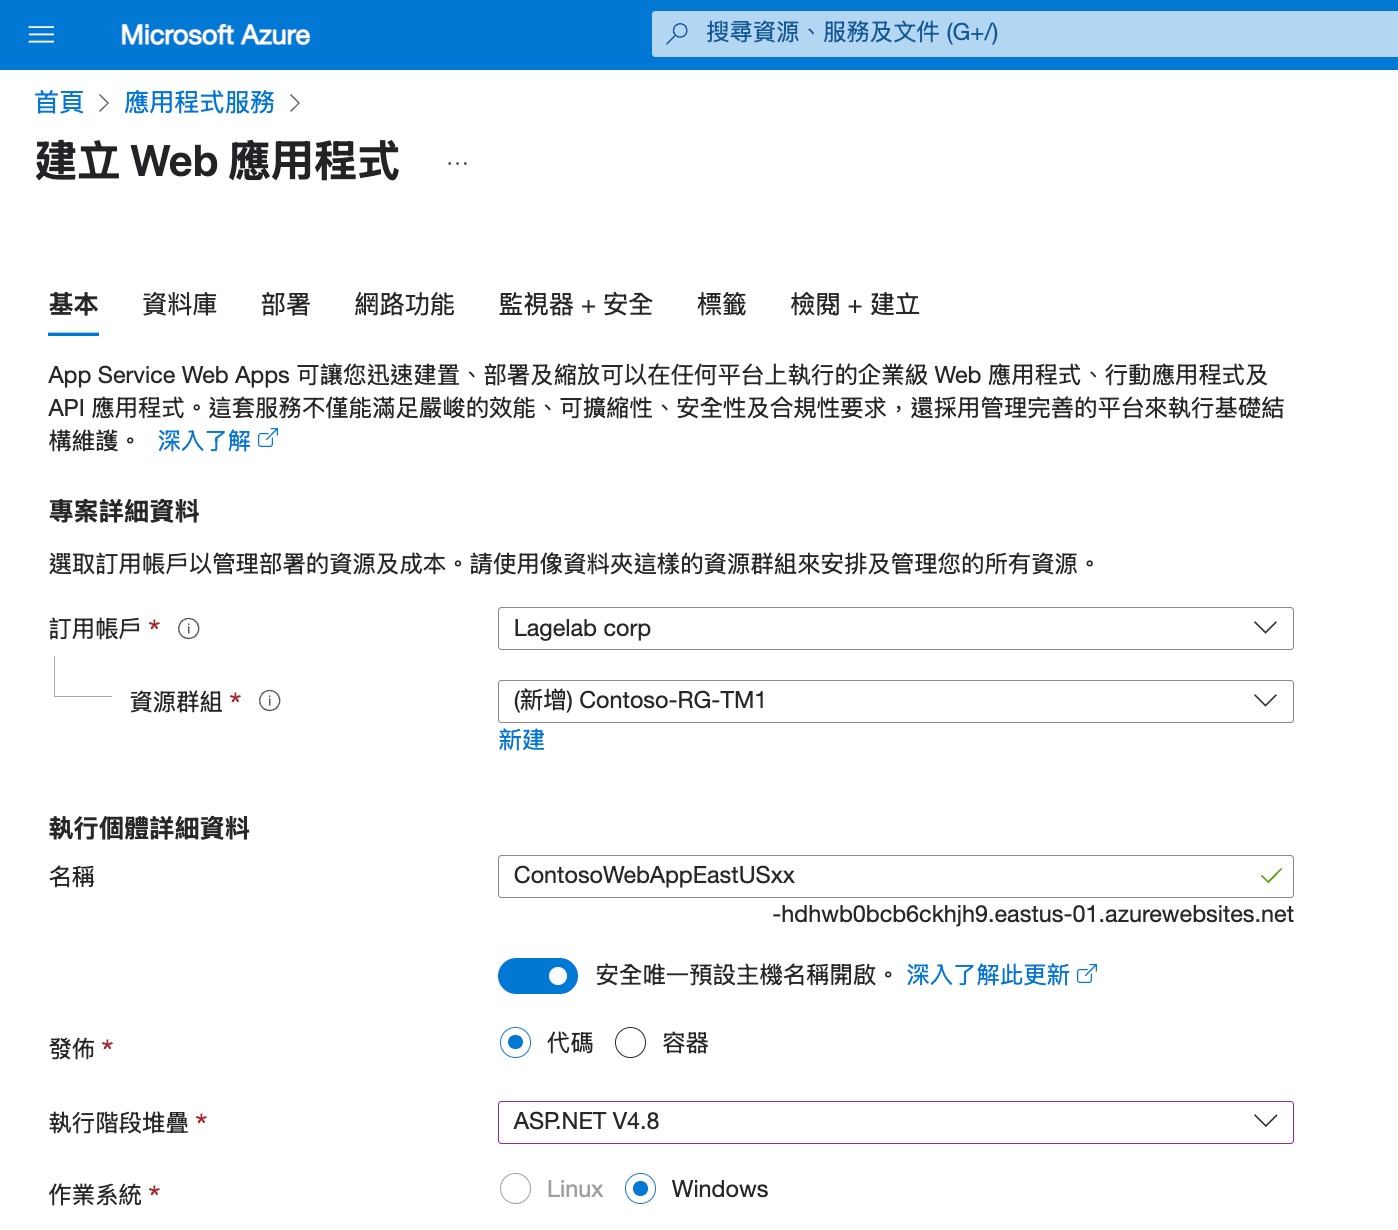 Microsoft Azure
搜尋資源、服務及文件 (G+/)
首頁 > 應用程式服務 >
建立 Web 應用程式 ...
基本 資料庫 部署 網路功能 監視器 + 安全 標籤 檢閱 + 建立
App Service Web Apps 可讓您迅速建置、部署及縮放可以在任何平台上執行的企業級 Web 應用程式、行動應用程式及
API 應用程式。這套服務不僅能滿足嚴峻的效能、可擴縮性、安全性及合規性要求，還採用管理完善的平台來執行基礎結
構維護。 深入了解
專案詳細資料
選取訂用帳戶以管理部署的資源及成本。請使用像資料夾這樣的資源群組來安排及管理您的所有資源。
訂用帳戶 *
Lagelab corp
資源群組 *
(新增) Contoso-RG-TM1
新建
執行個體詳細資料
名稱
ContosoWebAppEastUSxx
-hdhwb0bcb6ckhjh9.eastus-01.azurewebsites.net
安全唯一預設主機名稱開啟。 深入了解此更新
發佈 *
代碼 容器
執行階段堆疊 *
ASP.NET V4.8
作業系統 *
Linux Windows